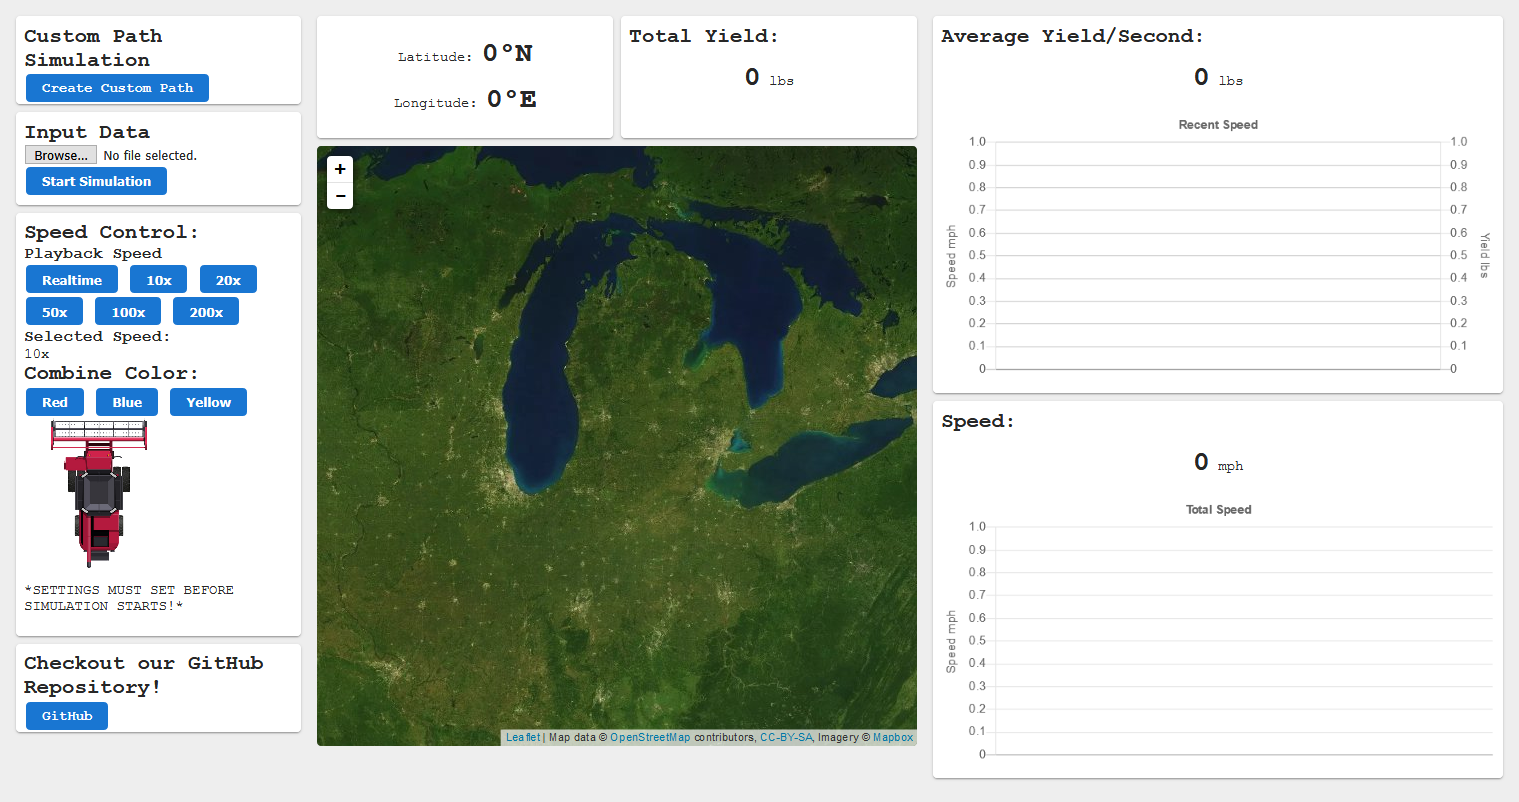 Custom Path
Simulation
Create Custom Path
Input Data
Browse... No file selected.
Start Simulation
Speed Control:
Playback Speed
Realtime 10x 20x
50x 100x 200x
Selected Speed:
10x
Combine Color:
Red Blue Yellow
*SETTINGS MUST SET BEFORE
SIMULATION STARTS!*
Checkout our GitHub
Repository!
GitHub
Latitude: 0°N
Longitude: 0°E
Total Yield:
0 lbs
+
−
Leaflet | Map data © OpenStreetMap contributors, CC-BY-SA, Imagery © Mapbox
Average Yield/Second:
0 lbs
Recent Speed
1.0 1.0
0.9 0.9
0.8 0.8
0.7 0.7
0.6 0.6
0.5 0.5
0.4 0.4
0.3 0.3
0.2 0.2
0.1 0.1
0 0
Speed mph
Yield lbs
Speed:
0 mph
Total Speed
1.0
0.9
0.8
0.7
0.6
0.5
0.4
0.3
0.2
0.1
0
Speed mph